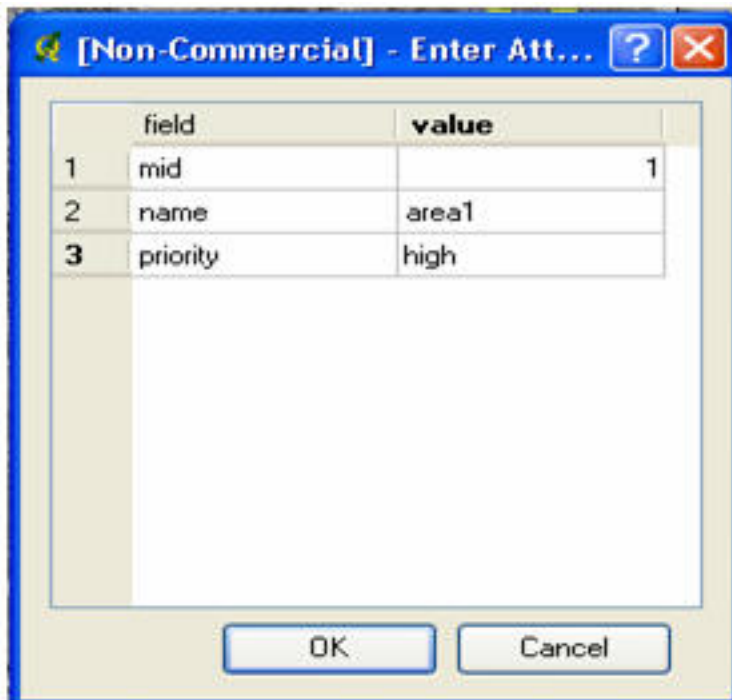 [Non-Commercial] - Enter Att...
field value
1 mid 1
2 name area1
3 priority high
OK Cancel